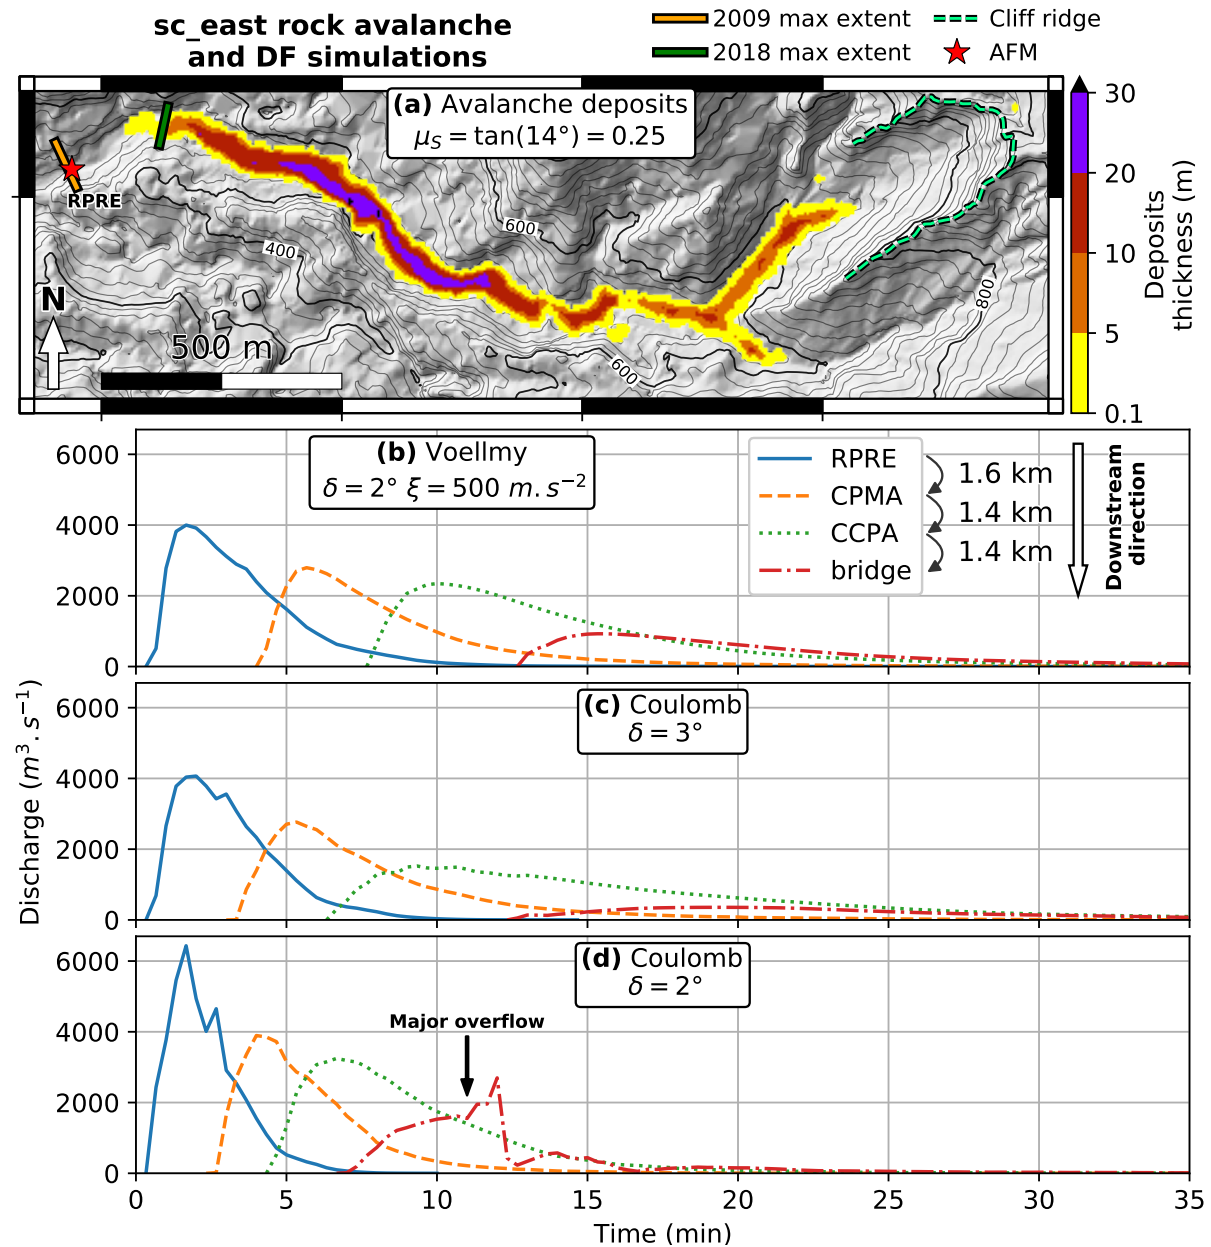 sc_east rock avalanche
and DF simulations
2009 max extent
2018 max extent
Cliff ridge
AFM
(a) Avalanche deposits
μS = tan(14°) = 0.25
RPRE
400
600
600
800
N
500 m
30
20
10
5
0.1
Deposits
thickness (m)
(b) Voellmy
δ = 2° ξ = 500 m.s⁻²
RPRE
CPMA
CCPA
bridge
1.6 km
1.4 km
1.4 km
Downstream
direction
6000
4000
2000
0
(c) Coulomb
δ = 3°
6000
4000
2000
0
Discharge (m³.s⁻¹)
(d) Coulomb
δ = 2°
Major overflow
6000
4000
2000
0
0 5 10 15 20 25 30 35
Time (min)